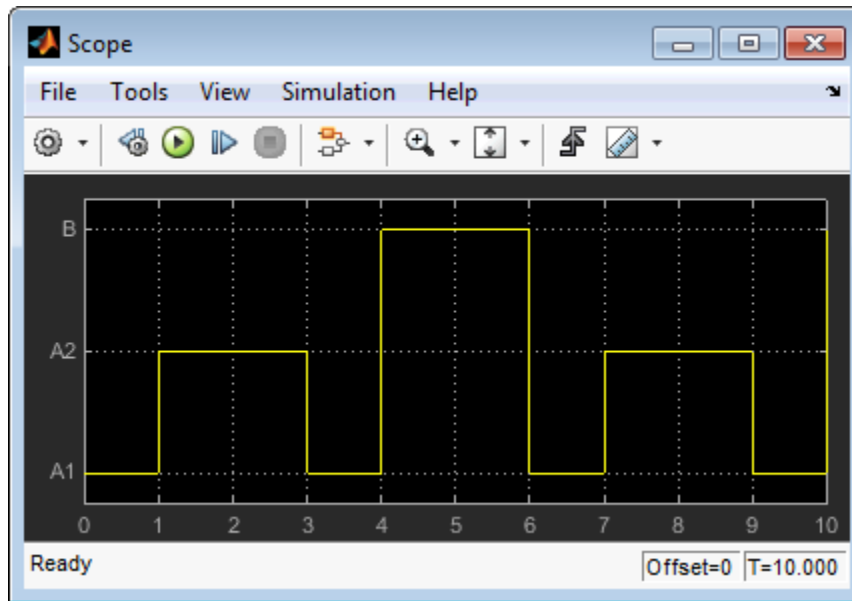 Scope
File Tools View Simulation Help
B
A2
A1
0 1 2 3 4 5 6 7 8 9 10
Ready Offset=0 T=10.000